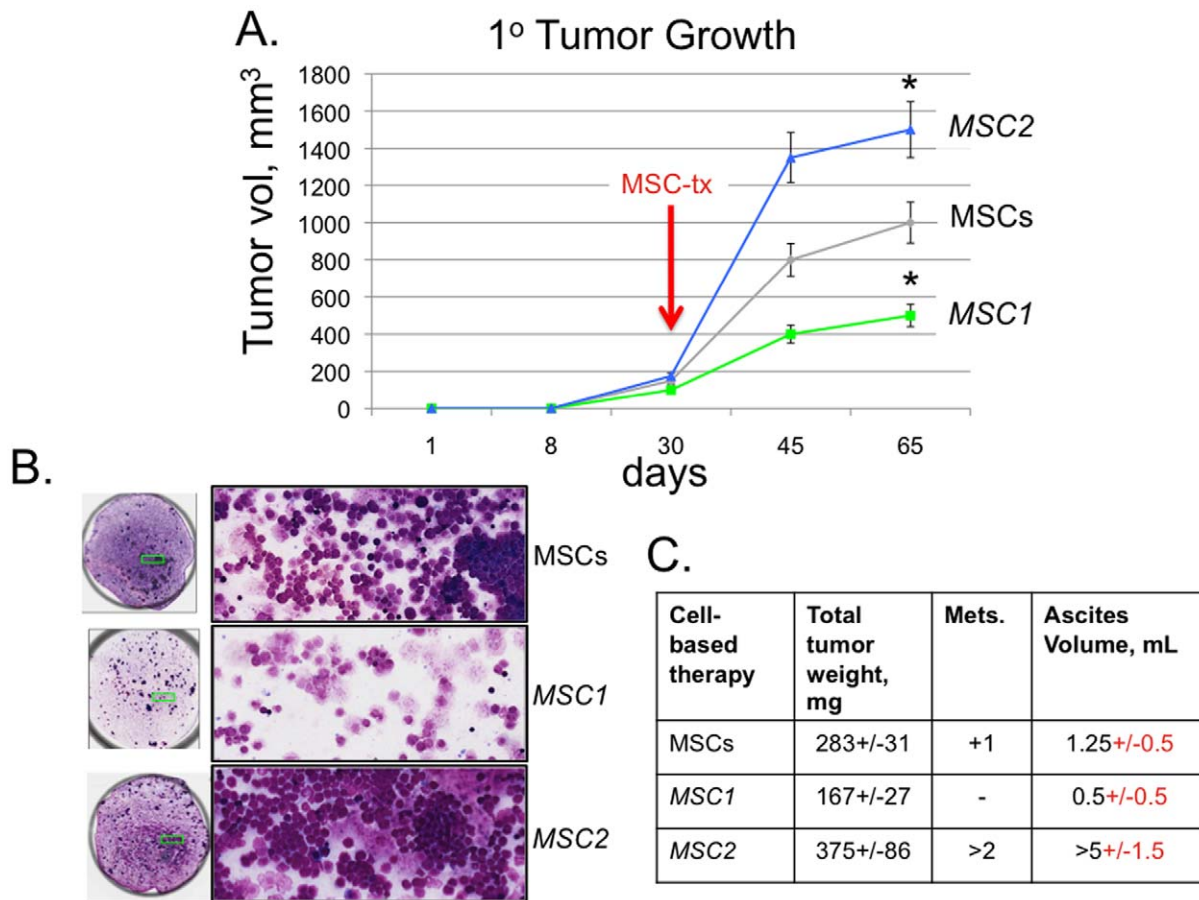 A.
1º Tumor Growth
Tumor vol, mm3
1800
1600
1400
1200
1000
800
600
400
200
0
MSC-tx
*
MSC2
MSCs
*
MSC1
1 8 30 45 65
days
B.
MSCs
MSC1
MSC2
C.
Cell-based therapy Total tumor weight, mg Mets. Ascites Volume, mL
MSCs 283+/-31 +1 1.25+/-0.5
MSC1 167+/-27 - 0.5+/-0.5
MSC2 375+/-86 >2 >5+/-1.5